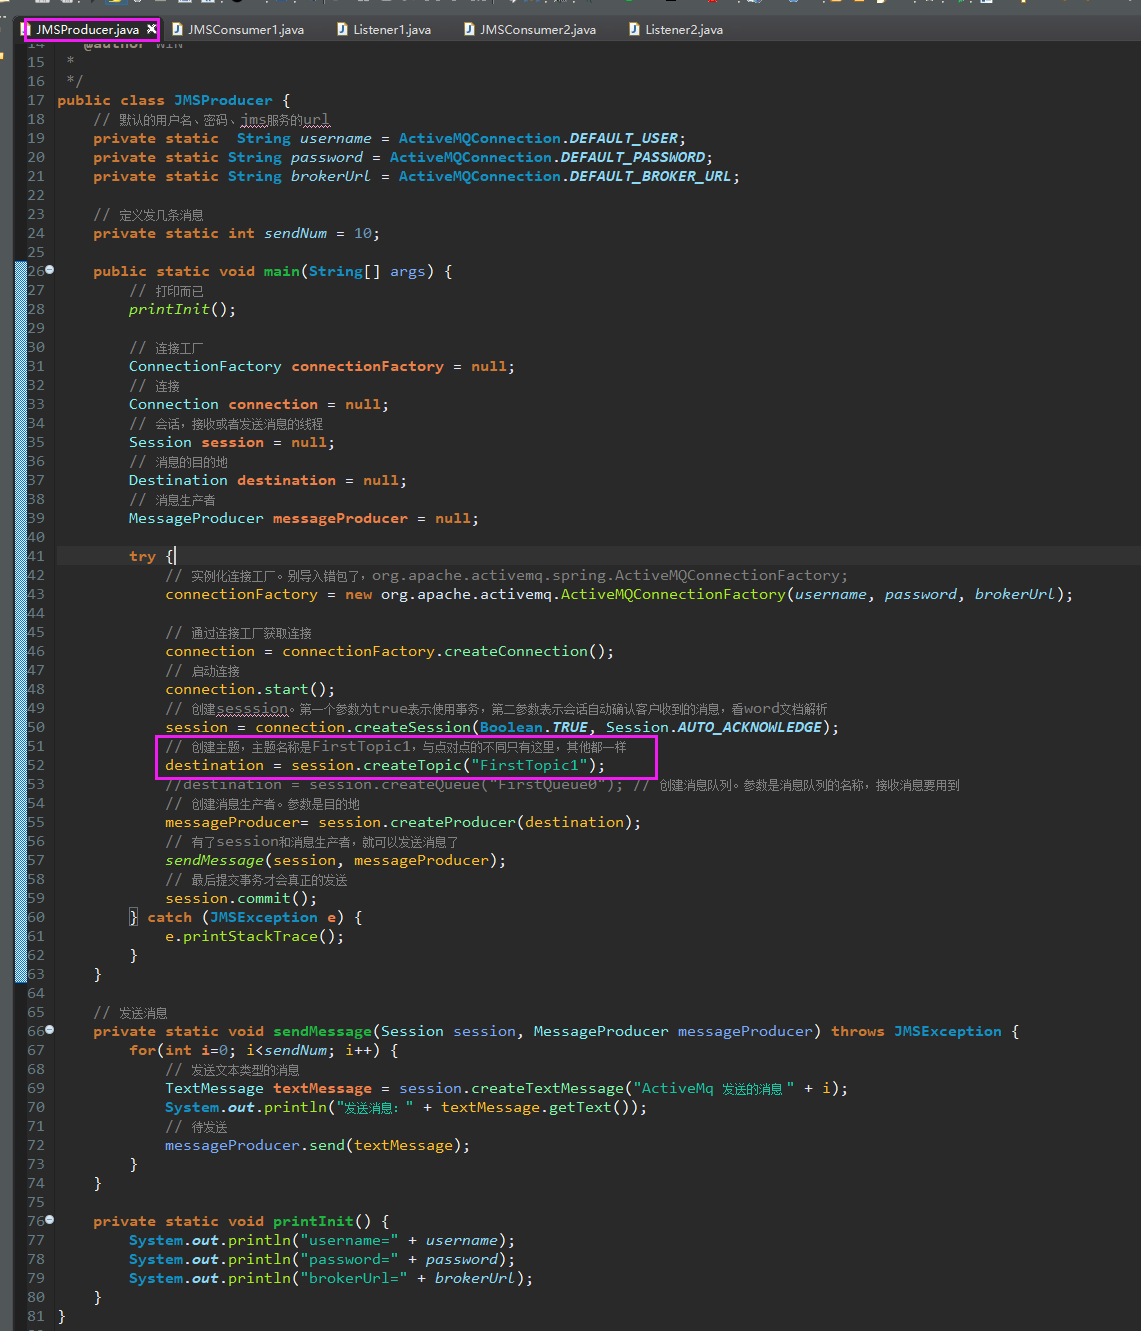 JMSProducer.java JMSConsumer1.java Listener1.java JMSConsumer2.java Listener2.java
14 @author WIN
15 *
16 */
17 public class JMSProducer {
18 // 默认的用户名、密码、jms服务的url
19 private static  String username = ActiveMQConnection.DEFAULT_USER;
20 private static String password = ActiveMQConnection.DEFAULT_PASSWORD;
21 private static String brokerUrl = ActiveMQConnection.DEFAULT_BROKER_URL;
22
23 // 定义发几条消息
24 private static int sendNum = 10;
25
26 public static void main(String[] args) {
27 // 打印而已
28 printInit();
29
30 // 连接工厂
31 ConnectionFactory connectionFactory = null;
32 // 连接
33 Connection connection = null;
34 // 会话，接收或者发送消息的线程
35 Session session = null;
36 // 消息的目的地
37 Destination destination = null;
38 // 消息生产者
39 MessageProducer messageProducer = null;
40
41 try {
42 // 实例化连接工厂。别导入错包了，org.apache.activemq.spring.ActiveMQConnectionFactory;
43 connectionFactory = new org.apache.activemq.ActiveMQConnectionFactory(username, password, brokerUrl);
44
45 // 通过连接工厂获取连接
46 connection = connectionFactory.createConnection();
47 // 启动连接
48 connection.start();
49 // 创建sesssion。第一个参数为true表示使用事务，第二参数表示会话自动确认客户收到的消息，看word文档解析
50 session = connection.createSession(Boolean.TRUE, Session.AUTO_ACKNOWLEDGE);
51 // 创建主题，主题名称是FirstTopic1，与点对点的不同只有这里，其他都一样
52 destination = session.createTopic("FirstTopic1");
53 //destination = session.createQueue("FirstQueue0"); // 创建消息队列。参数是消息队列的名称，接收消息要用到
54 // 创建消息生产者。参数是目的地
55 messageProducer= session.createProducer(destination);
56 // 有了session和消息生产者，就可以发送消息了
57 sendMessage(session, messageProducer);
58 // 最后提交事务才会真正的发送
59 session.commit();
60 } catch (JMSException e) {
61 e.printStackTrace();
62 }
63 }
64
65 // 发送消息
66 private static void sendMessage(Session session, MessageProducer messageProducer) throws JMSException {
67 for(int i=0; i<sendNum; i++) {
68 // 发送文本类型的消息
69 TextMessage textMessage = session.createTextMessage("ActiveMq 发送的消息" + i);
70 System.out.println("发送消息：" + textMessage.getText());
71 // 待发送
72 messageProducer.send(textMessage);
73 }
74 }
75
76 private static void printInit() {
77 System.out.println("username=" + username);
78 System.out.println("password=" + password);
79 System.out.println("brokerUrl=" + brokerUrl);
80 }
81 }